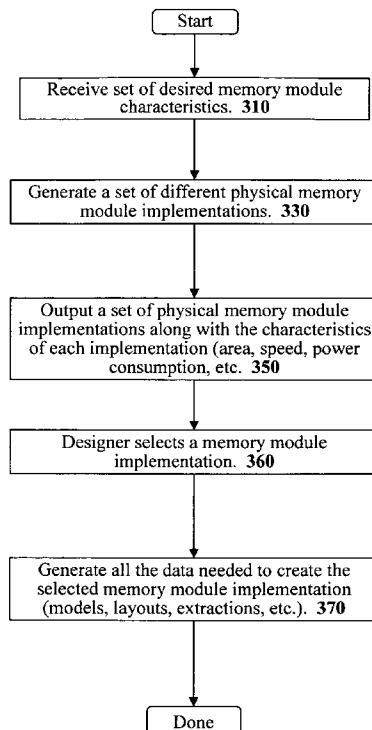 Start
Receive set of desired memory module
characteristics. 310
Generate a set of different physical memory
module implementations. 330
Output a set of physical memory module
implementations along with the characteristics
of each implementation (area, speed, power
consumption, etc. 350
Designer selects a memory module
implementation. 360
Generate all the data needed to create the
selected memory module implementation
(models, layouts, extractions, etc.). 370
Done